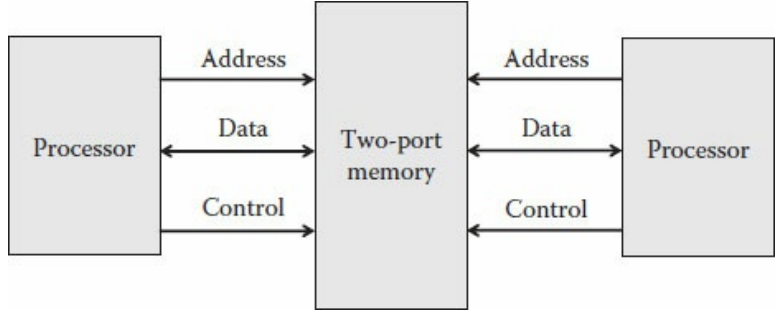 Address
Address
Processor
Data
Two-port
memory
Data
Processor
Control
Control